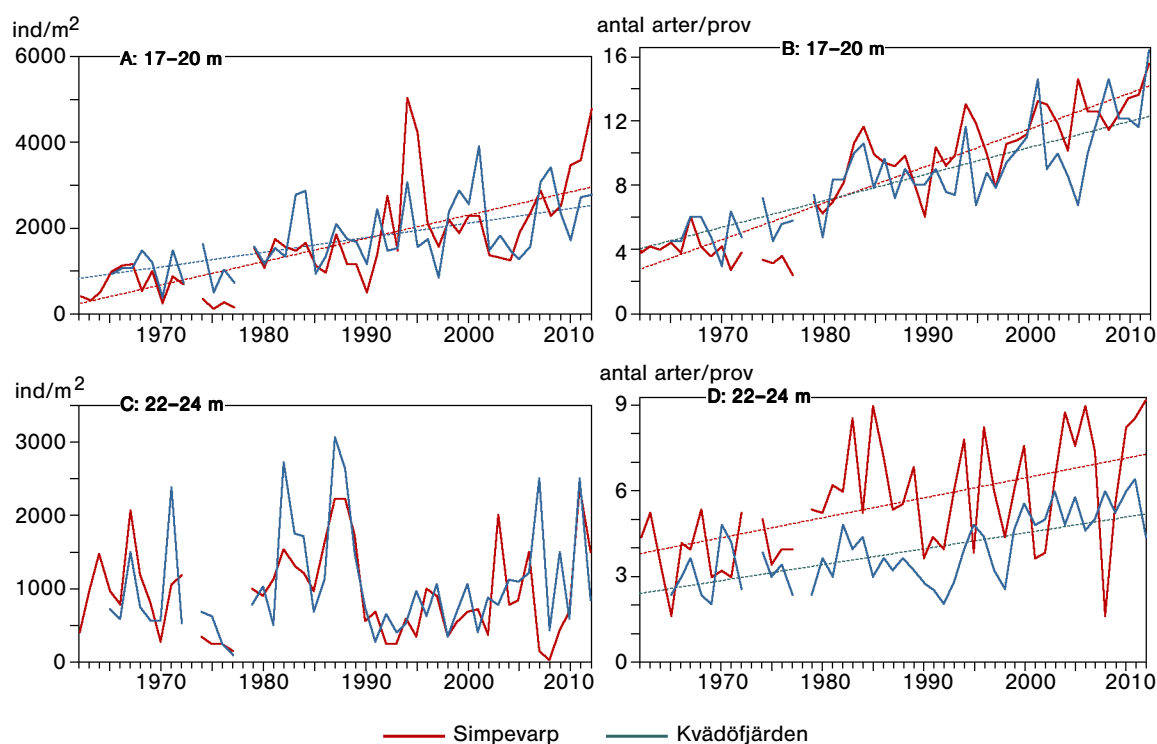 ind/m²
A: 17–20 m
6000
4000
2000
0
1970 1980 1990 2000 2010
antal arter/prov
B: 17–20 m
16
12
8
4
0
1970 1980 1990 2000 2010
ind/m²
C: 22–24 m
3000
2000
1000
0
1970 1980 1990 2000 2010
antal arter/prov
D: 22–24 m
9
6
3
0
1970 1980 1990 2000 2010
Simpevarp Kvädöfjärden